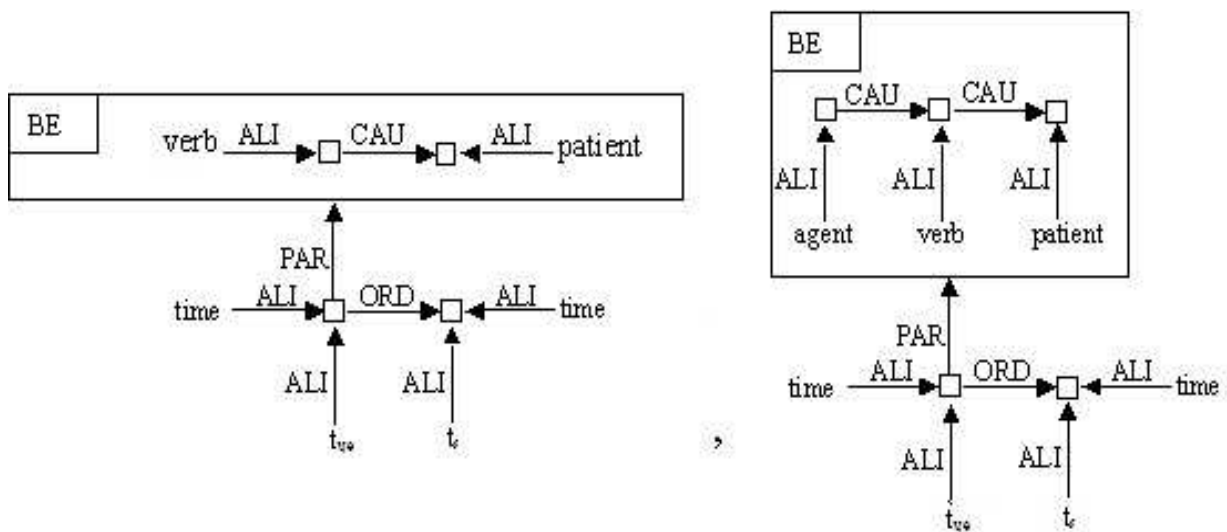 BE
verb ALI CAU ALI patient
PAR
time ALI ORD ALI time
ALI ALI
t
,
BE
CAU CAU
ALI ALI ALI
agent verb patient
PAR
time ALI ORD ALI time
ALI ALI
t